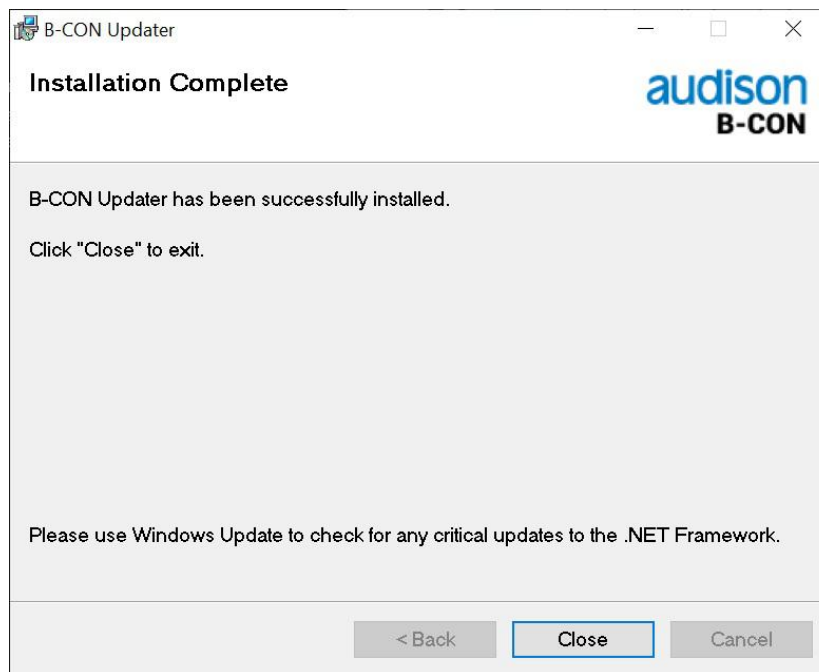 B-CON Updater
Installation Complete
audison
B-CON
B-CON Updater has been successfully installed.
Click "Close" to exit.
Please use Windows Update to check for any critical updates to the .NET Framework.
< Back
Close
Cancel